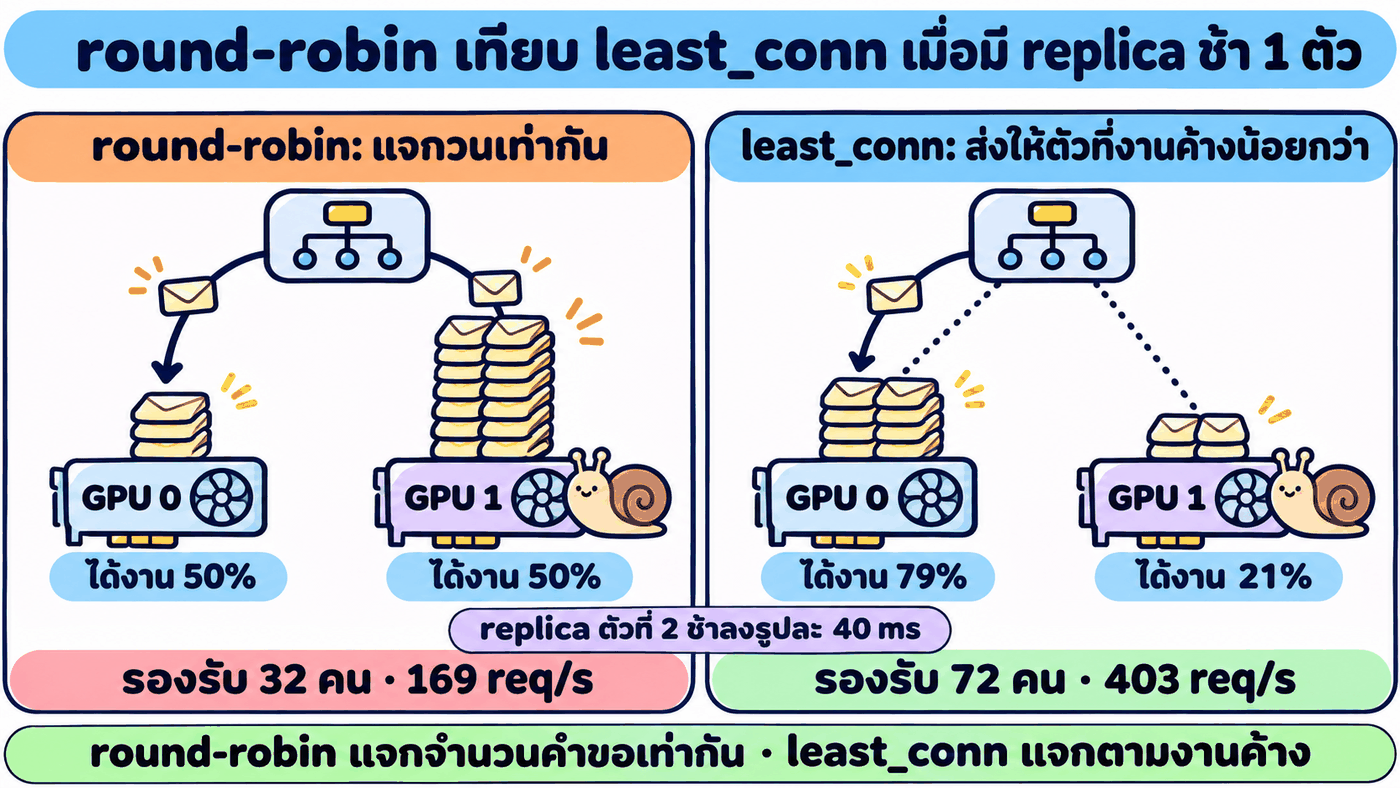 round-robin เทียบ least_conn เมื่อมี replica ช้า 1 ตัว
round-robin: แจกวนเท่ากัน
least_conn: ส่งให้ตัวที่งานค้างน้อยกว่า
GPU 0
GPU 1
GPU 0
GPU 1
ได้งาน 50%
ได้งาน 50%
ได้งาน 79%
ได้งาน 21%
replica ตัวที่ 2 ช้าลงรูปละ 40 ms
รองรับ 32 คน · 169 req/s
รองรับ 72 คน · 403 req/s
round-robin แจกจำนวนคำขอเท่ากัน · least_conn แจกตามงานค้าง